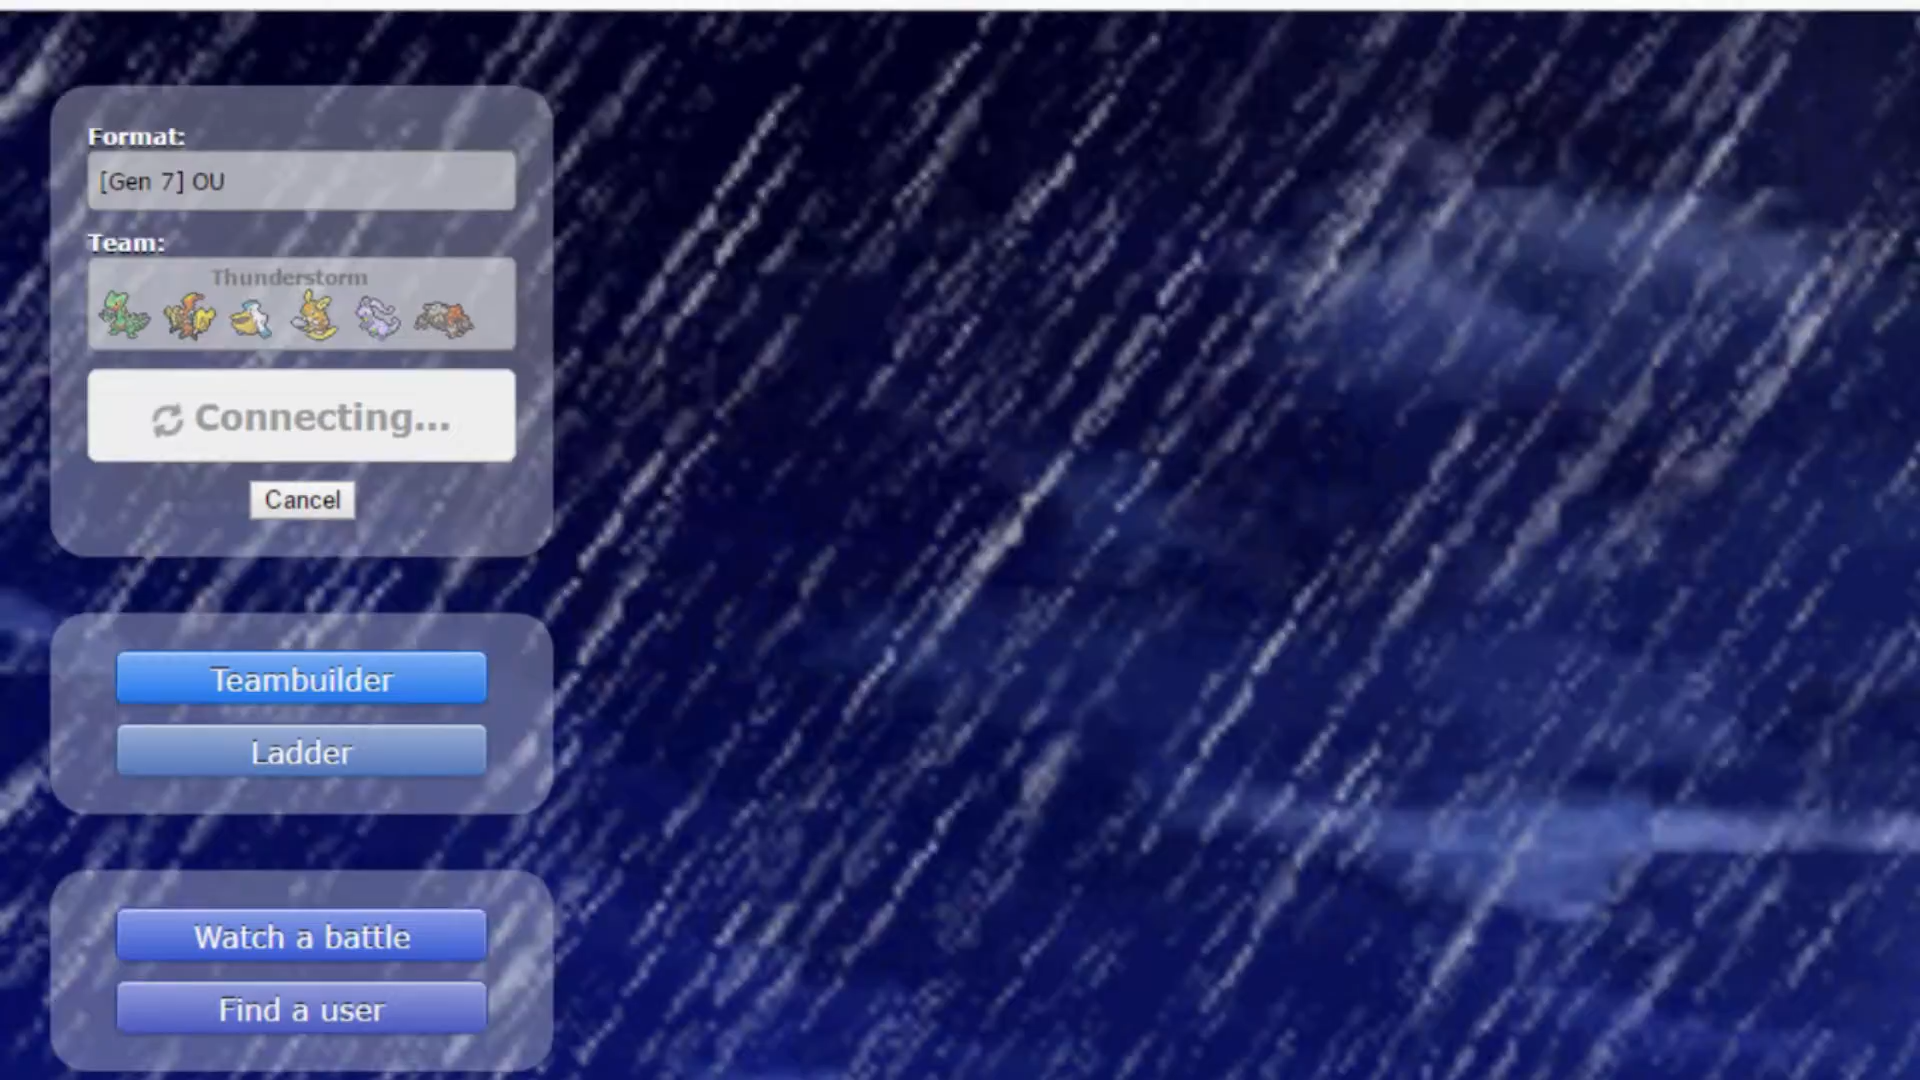 Format:
[Gen 7] OU
Team:
Thunderstorm
Connecting...
Cancel
Teambuilder
Ladder
Watch a battle
Find a user